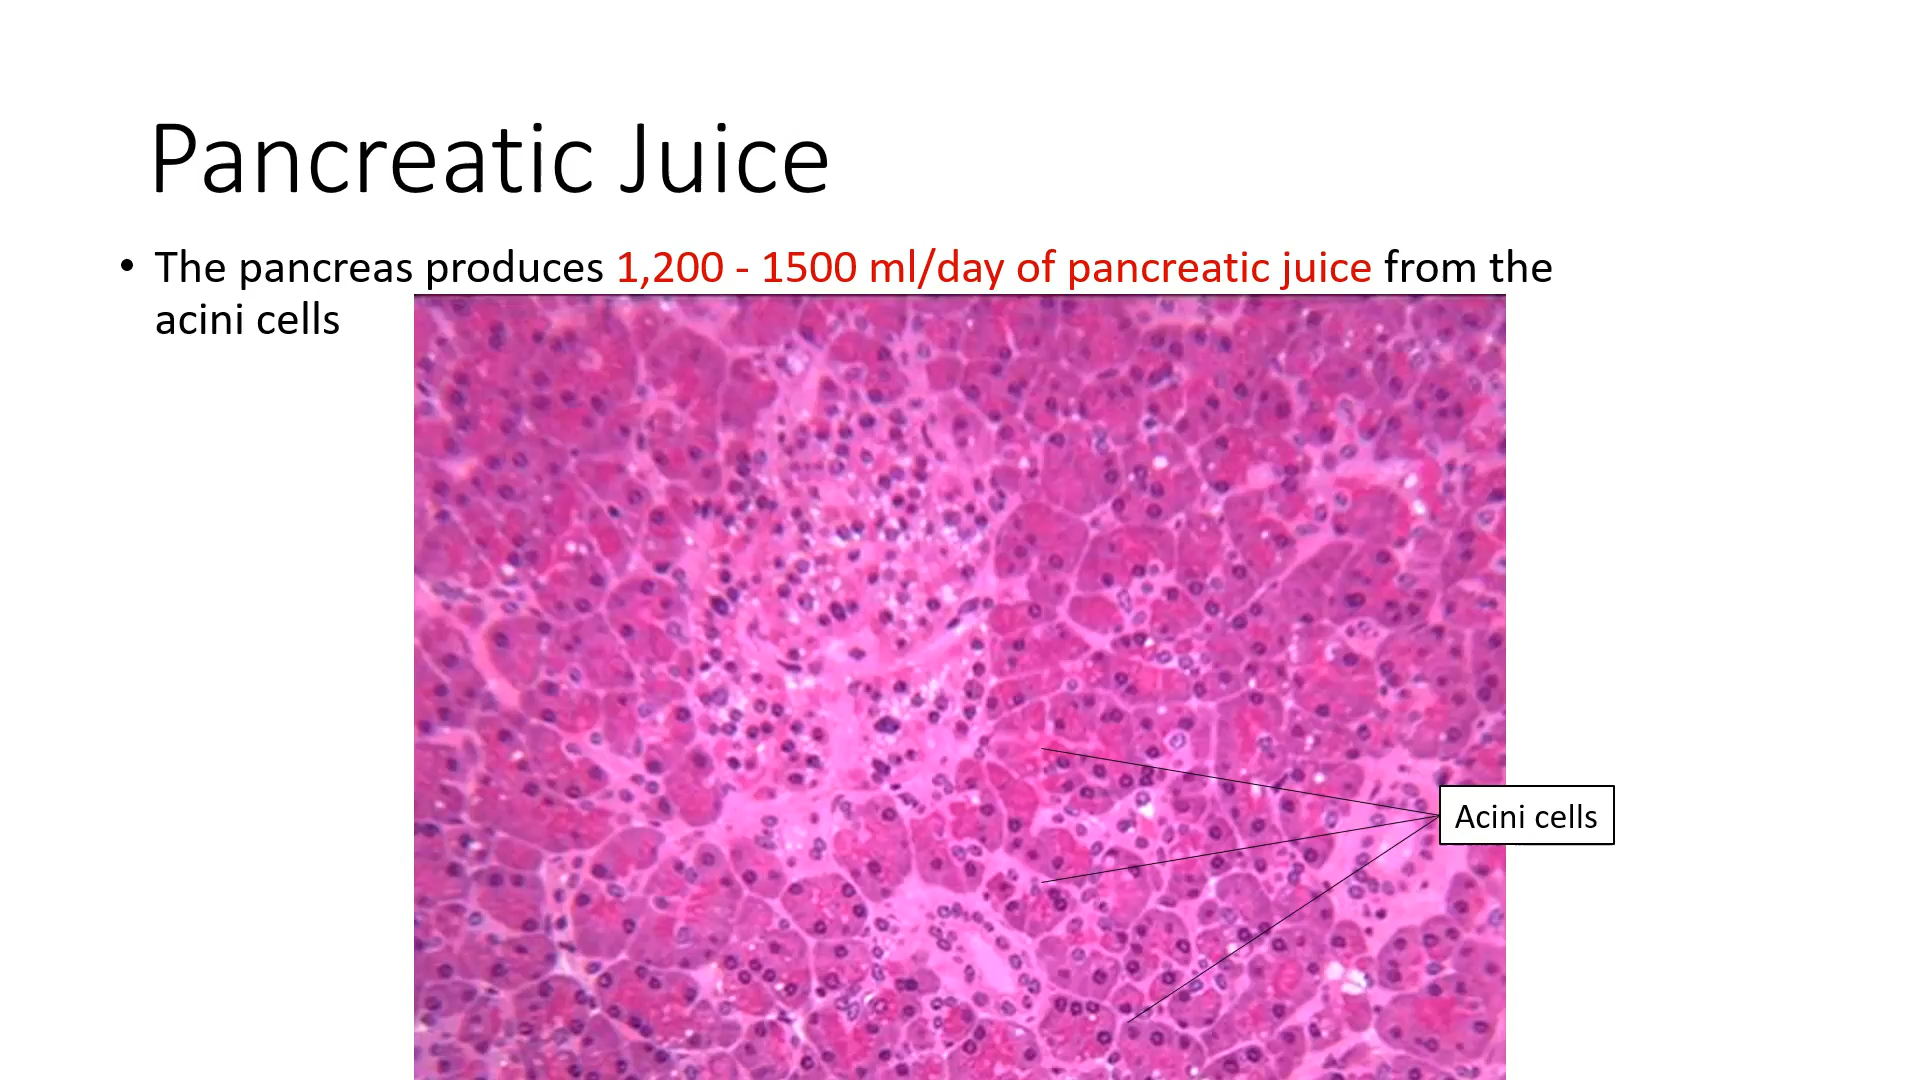 Pancreatic Juice
• The pancreas produces 1,200 - 1500 ml/day of pancreatic juice from the
acini cells
Acini cells